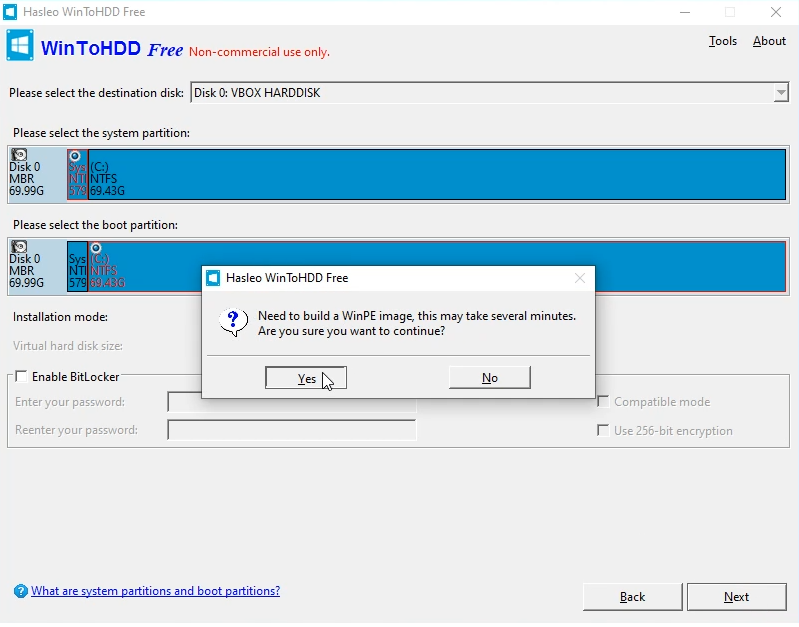 Hasleo WinToHDD Free
WinToHDD Free Non-commercial use only.
Tools About
Please select the destination disk: Disk 0: VBOX HARDDISK
Please select the system partition:
Disk 0
MBR
69.99G
Sys
NTI
579
(C:)
NTFS
69.43G
Please select the boot partition:
Disk 0
MBR
69.99G
Sys
NTI
579
(C:)
NTFS
69.43G
Hasleo WinToHDD Free
Need to build a WinPE image, this may take several minutes.
Are you sure you want to continue?
Yes No
Installation mode:
Virtual hard disk size:
Enable BitLocker
Enter your password:
Compatible mode
Reenter your password:
Use 256-bit encryption
What are system partitions and boot partitions?
Back Next